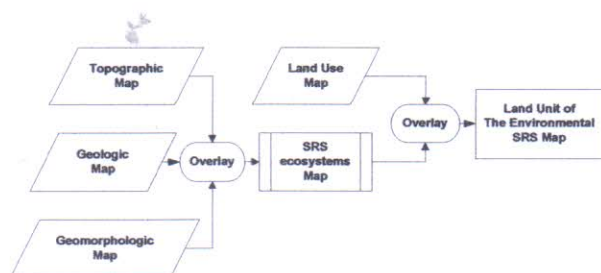 Topographic
Map
Land Use
Map
Overlay
Land Unit of
The Environmental
SRS Map
Geologic
Map
Overlay
SRS
ecosystems
Map
Geomorphologic
Map